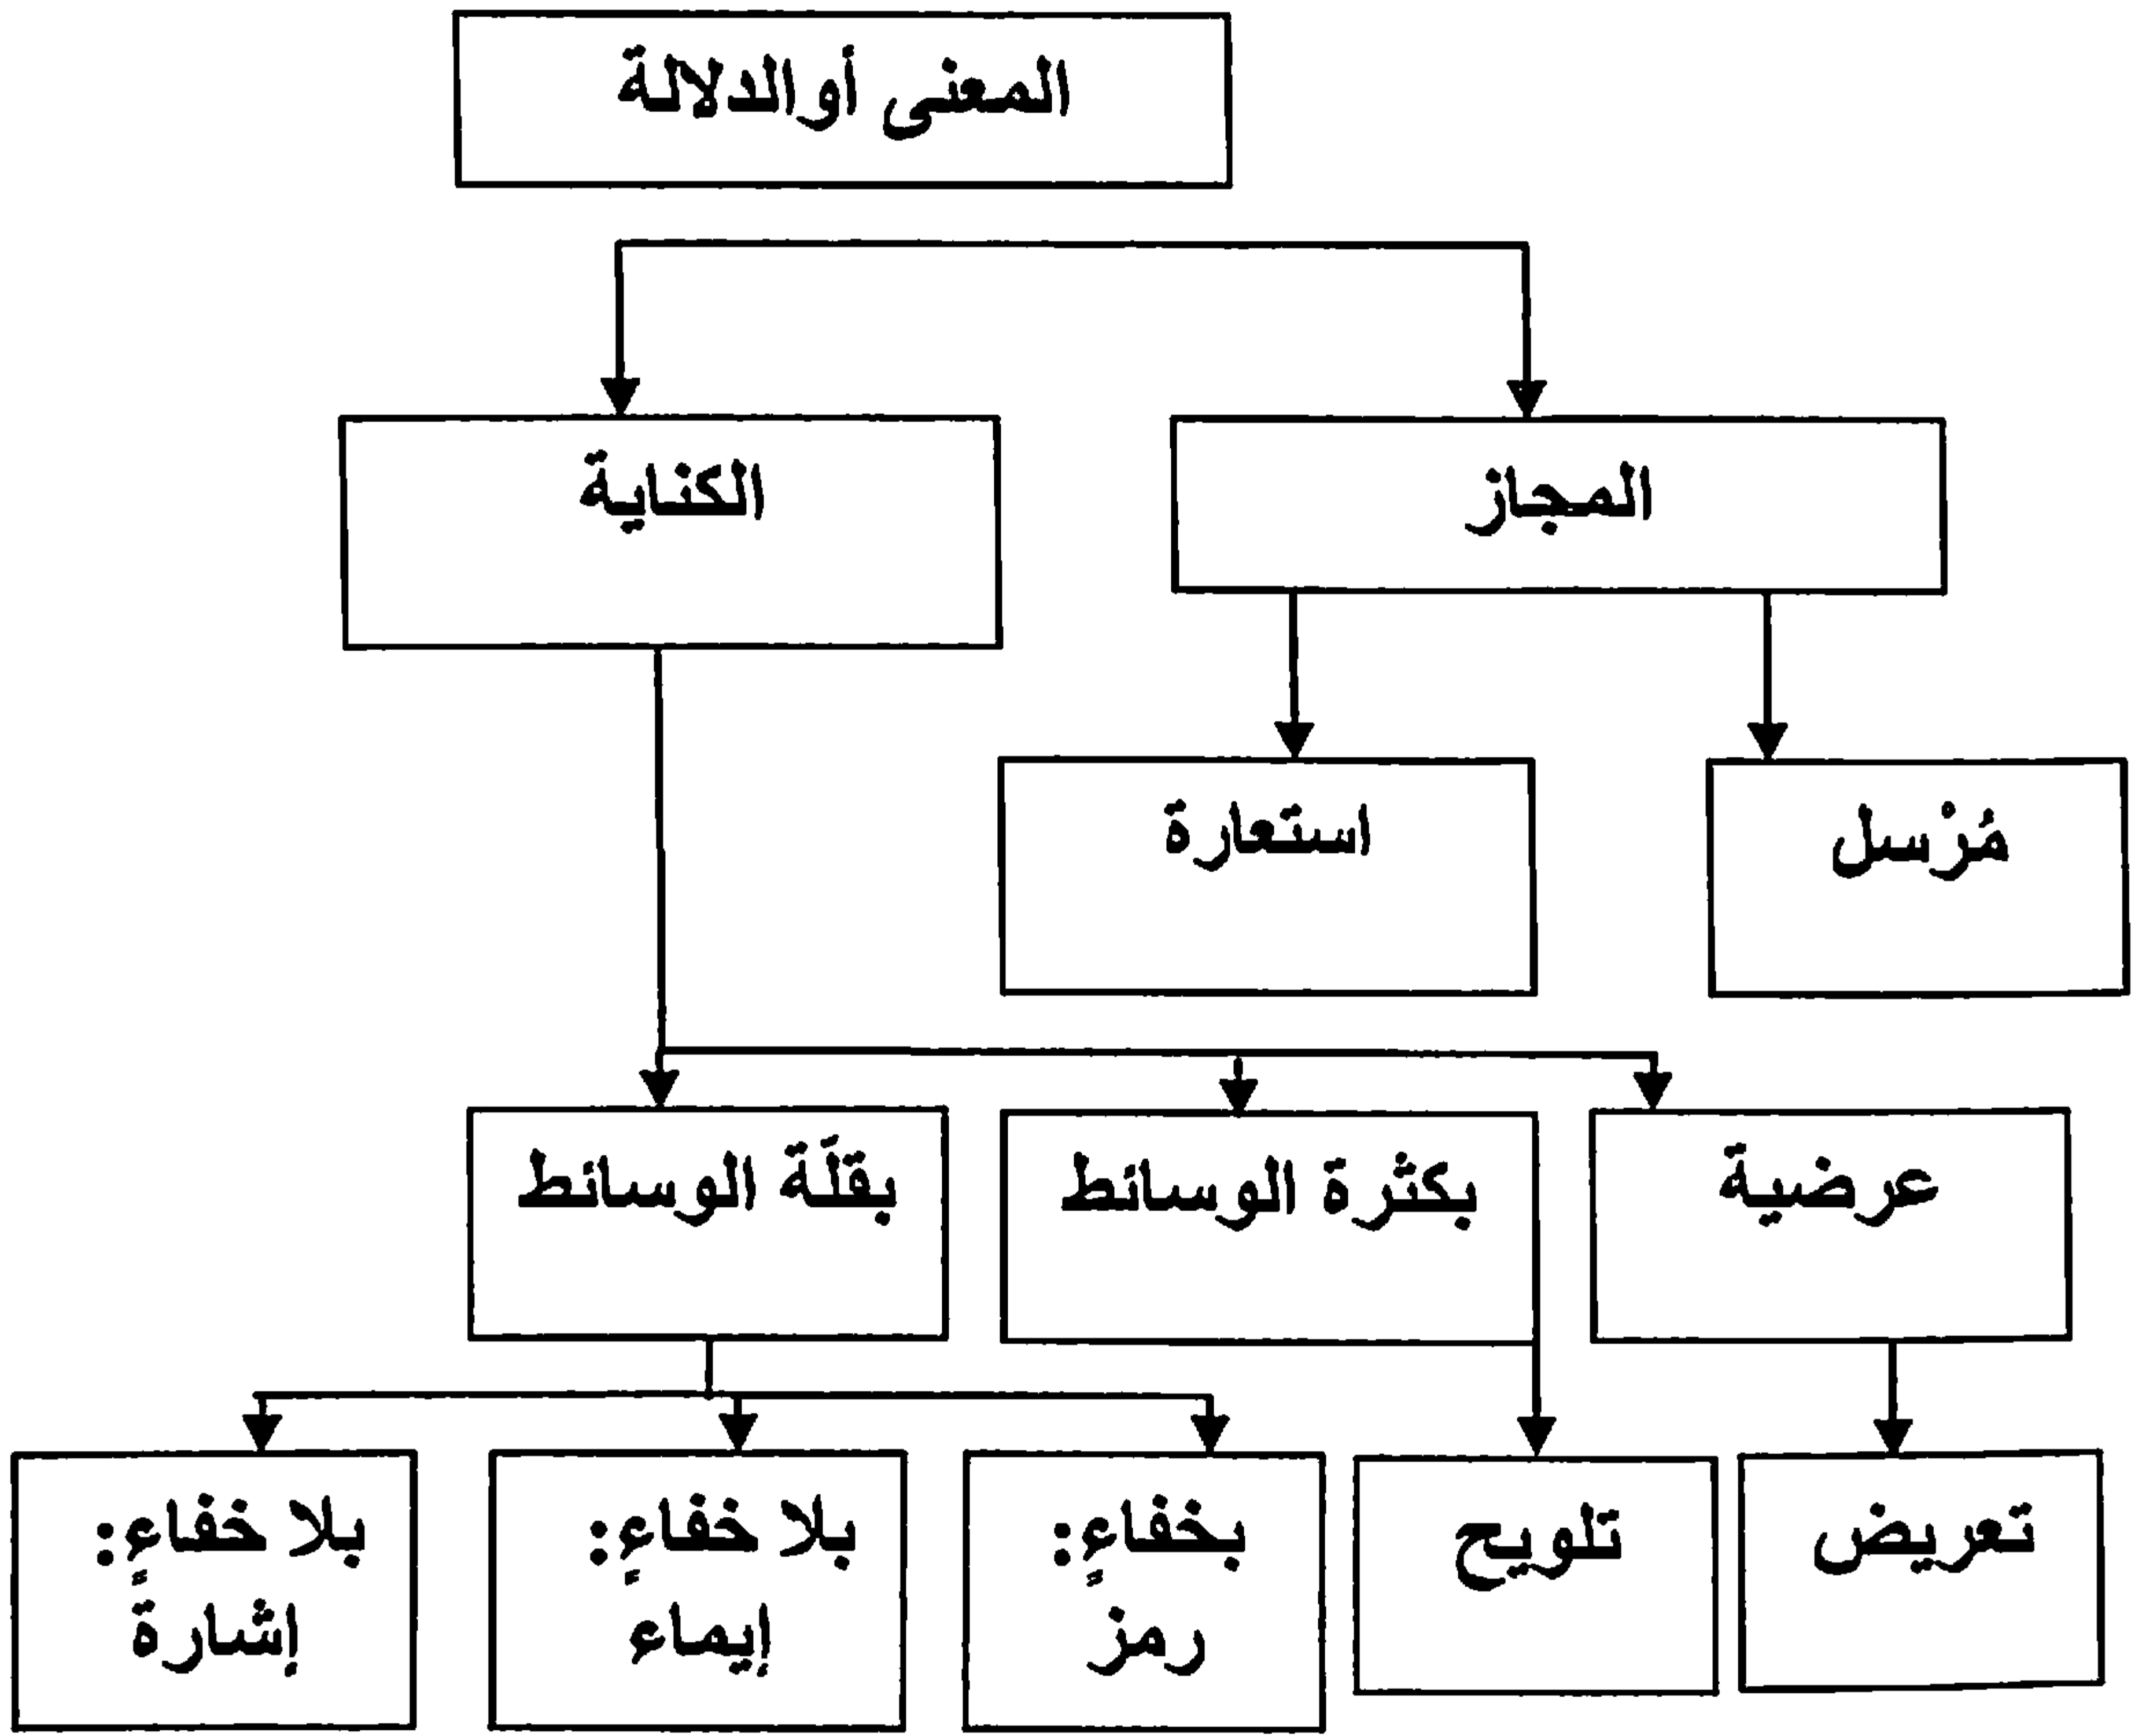 المعنى أوالدلالة
المجاز
الكناية
مُرْسل
استعارة
عرضية
بكثرة الوسائط
بقلَّة الوسائط
تعريض
تلويح
بخفاءٍ:
رمز
بلا خفاءٍ:
إيماء
بلا خفاءٍ:
إشارة